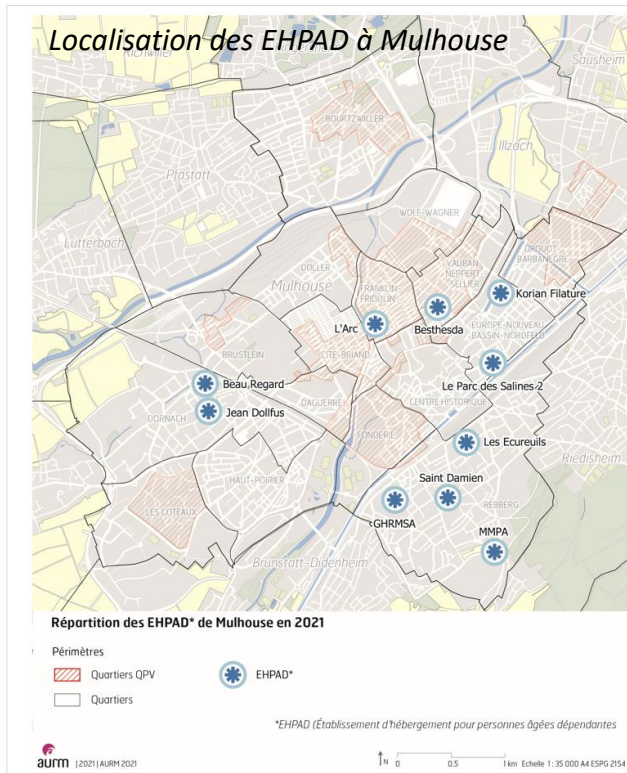 Localisation des EHPAD à Mulhouse
Richwiller
Sausheim
BOURTZWILLER
Illzach
Pfastatt
WOLF-WAGNER
Lutterbach
DROUOT
BARBANEGRE
DOLLER
VAUBAN
NEPPERT
SELLIER
Mulhouse
FRANKLIN
FRIDOLIN
Korian Filature
L'Arc
Besthesda
EUROPE-NOUVEAU
BASSIN-NORDFELD
BRUSTLEIN
CITE-BRIAND
Le Parc des Salines 2
Beau Regard
DAGUERRE
CENTRE HISTORIQUE
Jean Dollfus
DORNACH
FONDERIE
Les Ecureuils
Riedisheim
HAUT-POIRIER
Saint Damien
LES COTEAUX
REBBERG
GHRMSA
MMPA
Brunstatt-Didenheim
Répartition des EHPAD* de Mulhouse en 2021
Périmètres
Quartiers QPV
EHPAD*
Quartiers
*EHPAD (Établissement d'hébergement pour personnes âgées dépendantes
aurm | 2021 | AURM 2021
N 0 0.5 1 km Echelle 1 : 35 000 A4 ESPG 2154